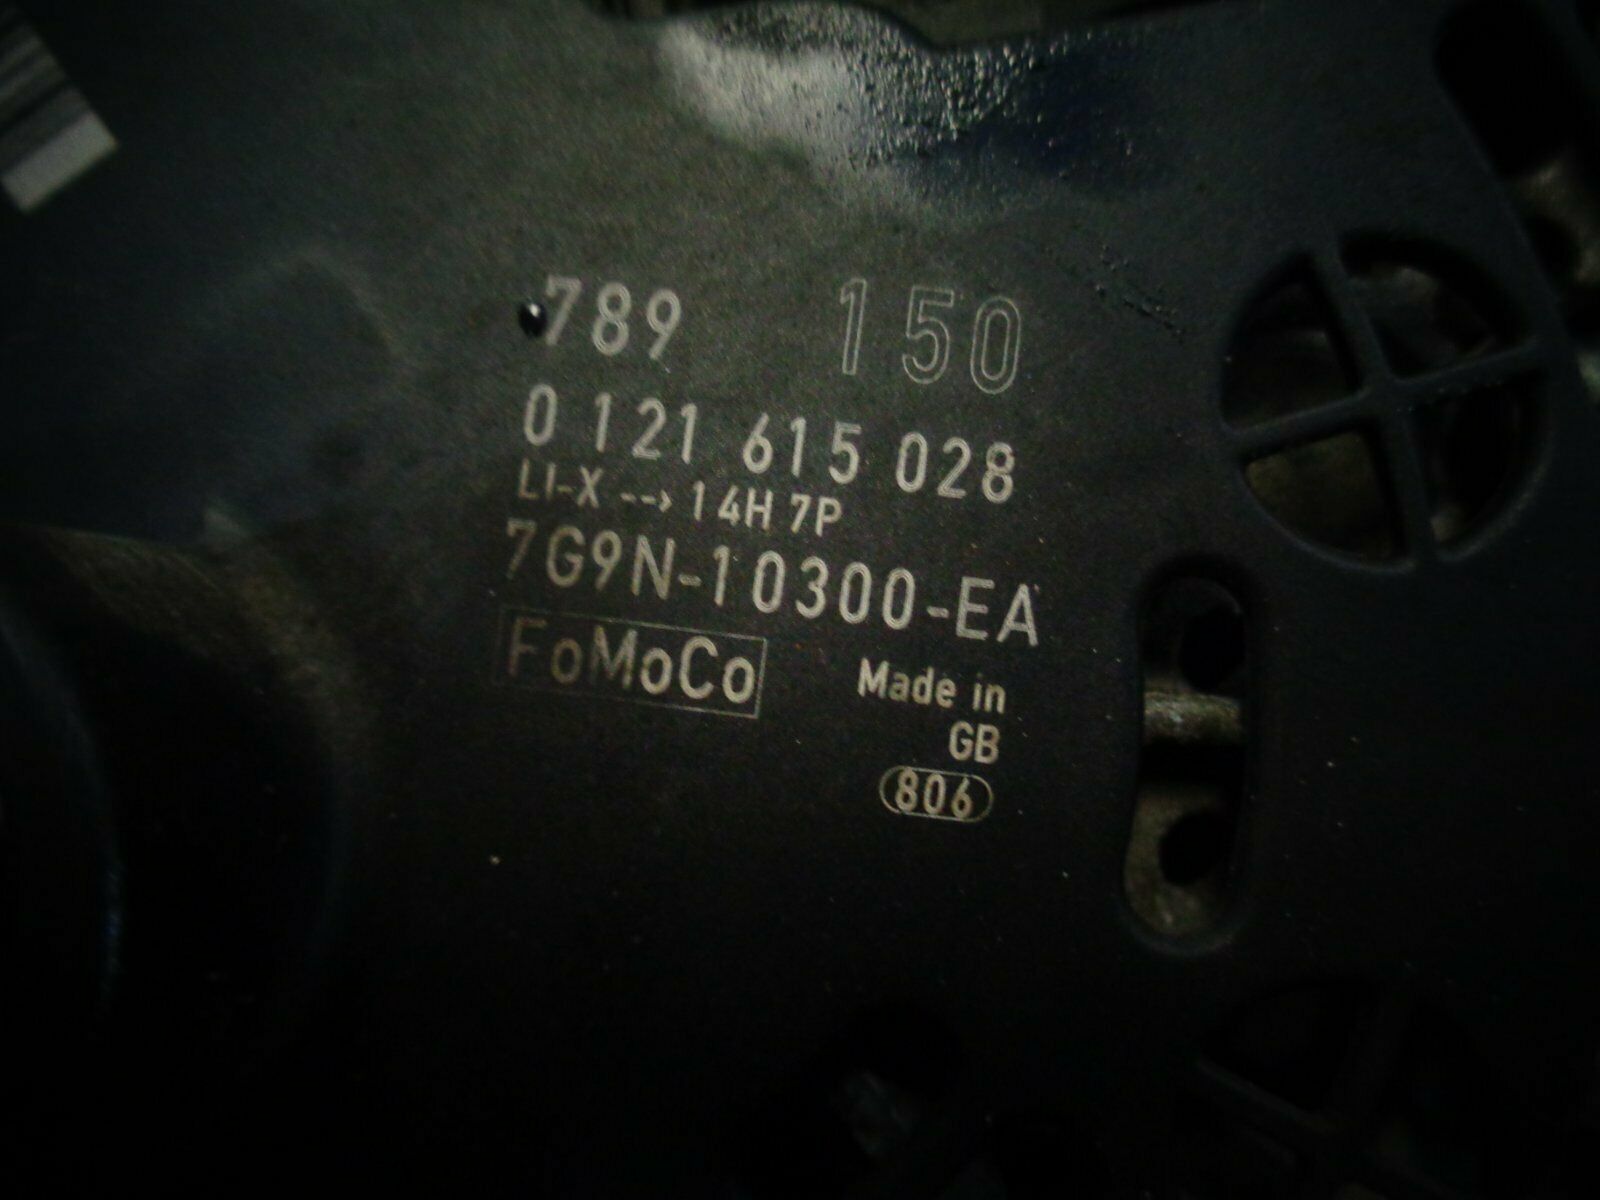 789 150
0 121 615 028
LI-X --> 14H 7P
7G9N-10300-EA
FoMoCo
Made in
GB
806